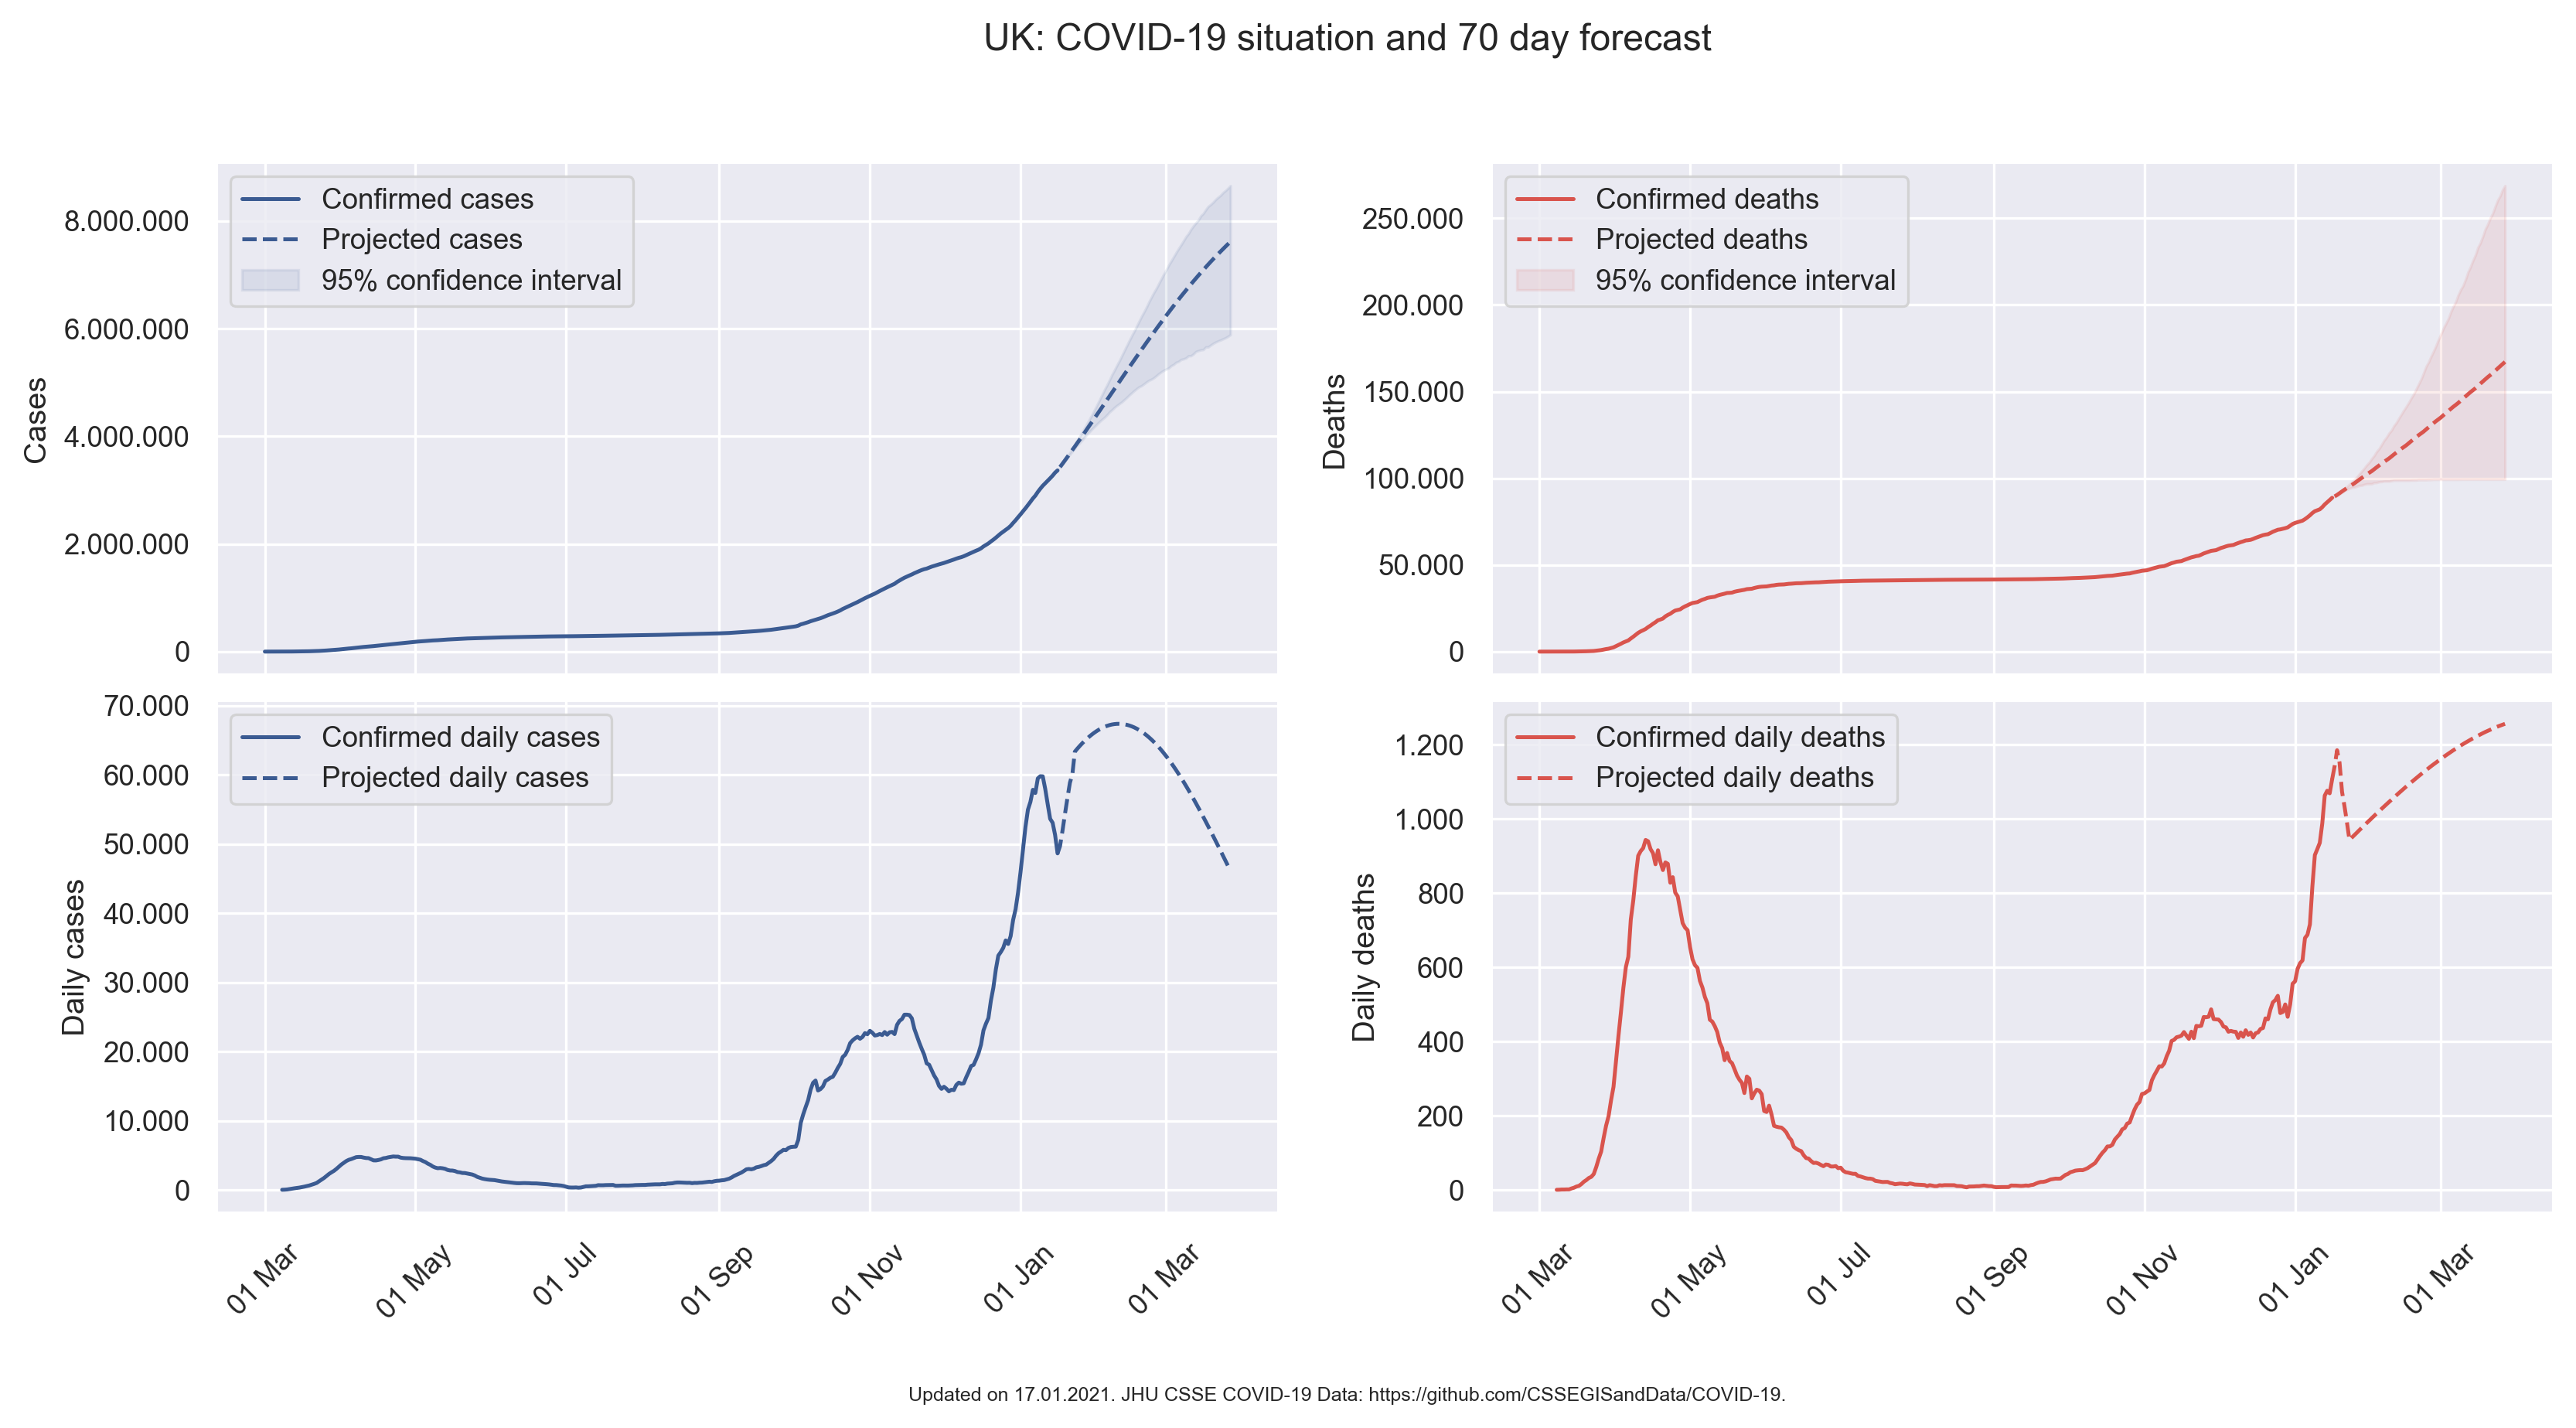 UK: COVID-19 situation and 70 day forecast
Confirmed cases
Projected cases
95% confidence interval
8.000.000
6.000.000
4.000.000
2.000.000
0
Cases
Confirmed deaths
Projected deaths
95% confidence interval
250.000
200.000
150.000
100.000
50.000
0
Deaths
Confirmed daily cases
Projected daily cases
70.000
60.000
50.000
40.000
30.000
20.000
10.000
0
Daily cases
01 Mar
01 May
01 Jul
01 Sep
01 Nov
01 Jan
01 Mar
Confirmed daily deaths
Projected daily deaths
1.200
1.000
800
600
400
200
0
Daily deaths
01 Mar
01 May
01 Jul
01 Sep
01 Nov
01 Jan
01 Mar
Updated on 17.01.2021. JHU CSSE COVID-19 Data: https://github.com/CSSEGISandData/COVID-19.